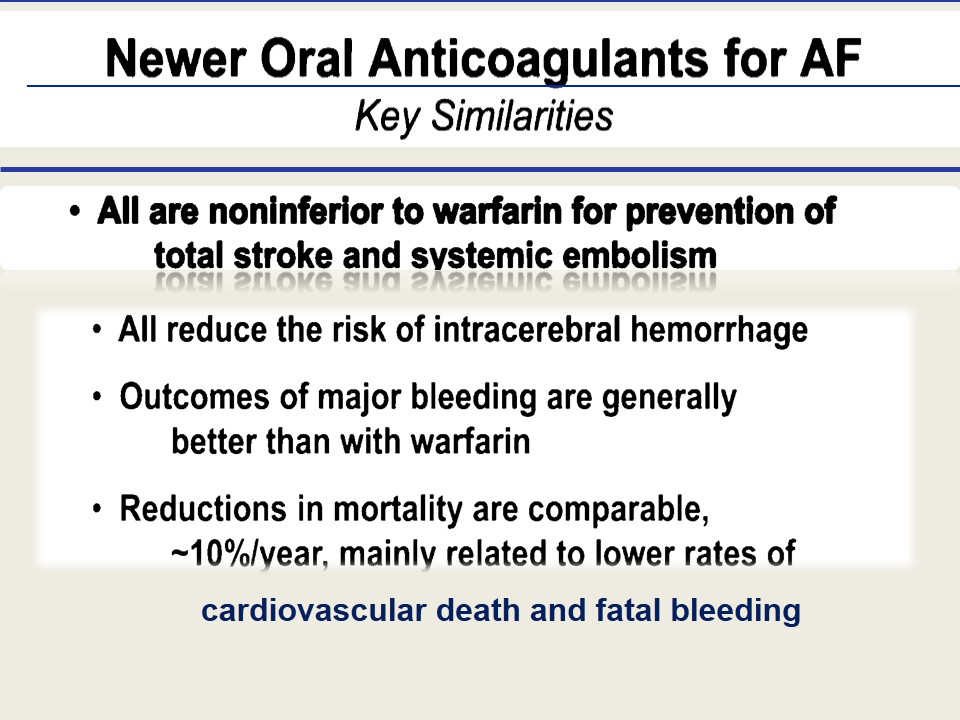 Newer Oral Anticoagulants for AF
Key Similarities
• All are noninferior to warfarin for prevention of
total stroke and systemic embolism
• All reduce the risk of intracerebral hemorrhage
• Outcomes of major bleeding are generally
better than with warfarin
• Reductions in mortality are comparable,
~10%/year, mainly related to lower rates of
cardiovascular death and fatal bleeding